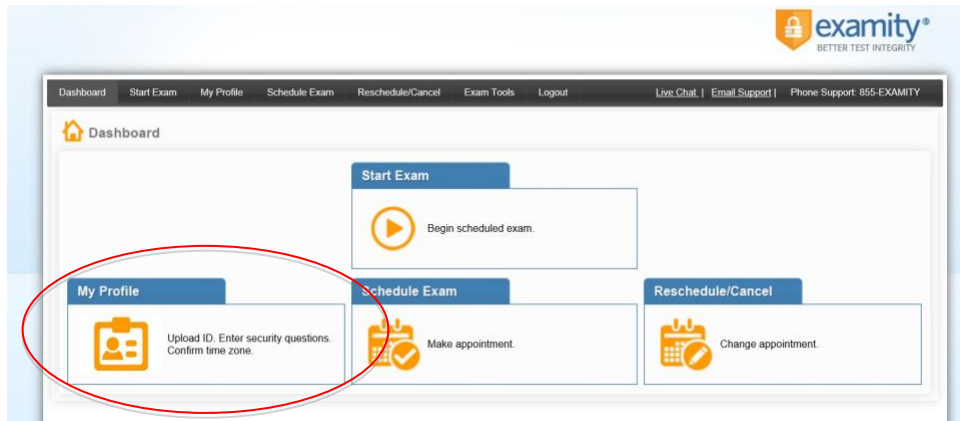 examity®
BETTER TEST INTEGRITY
Dashboard Start Exam My Profile Schedule Exam Reschedule/Cancel Exam Tools Logout Live Chat | Email Support | Phone Support: 855-EXAMITY
Dashboard
Start Exam
Begin scheduled exam.
My Profile
Upload ID. Enter security questions.
Confirm time zone.
Schedule Exam
Make appointment.
Reschedule/Cancel
Change appointment.